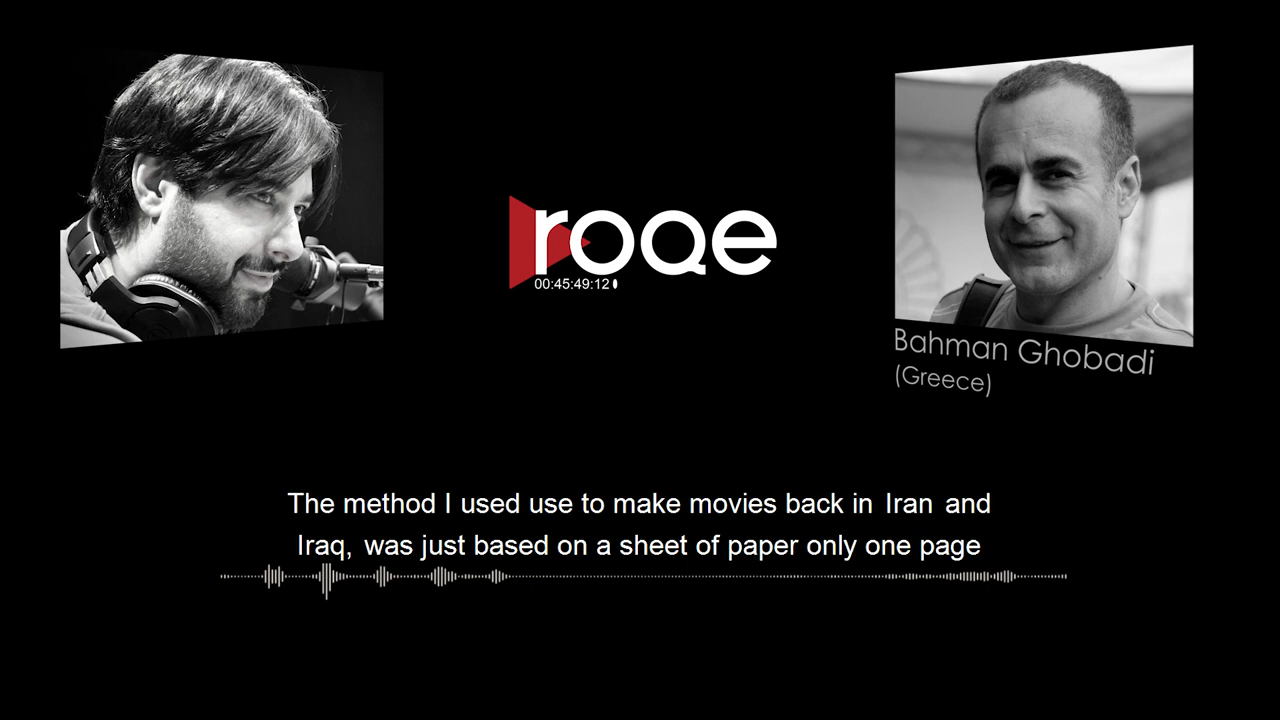 roqe
00:45:49:12
Bahman Ghobadi
(Greece)
The method I used use to make movies back in Iran and
Iraq, was just based on a sheet of paper only one page